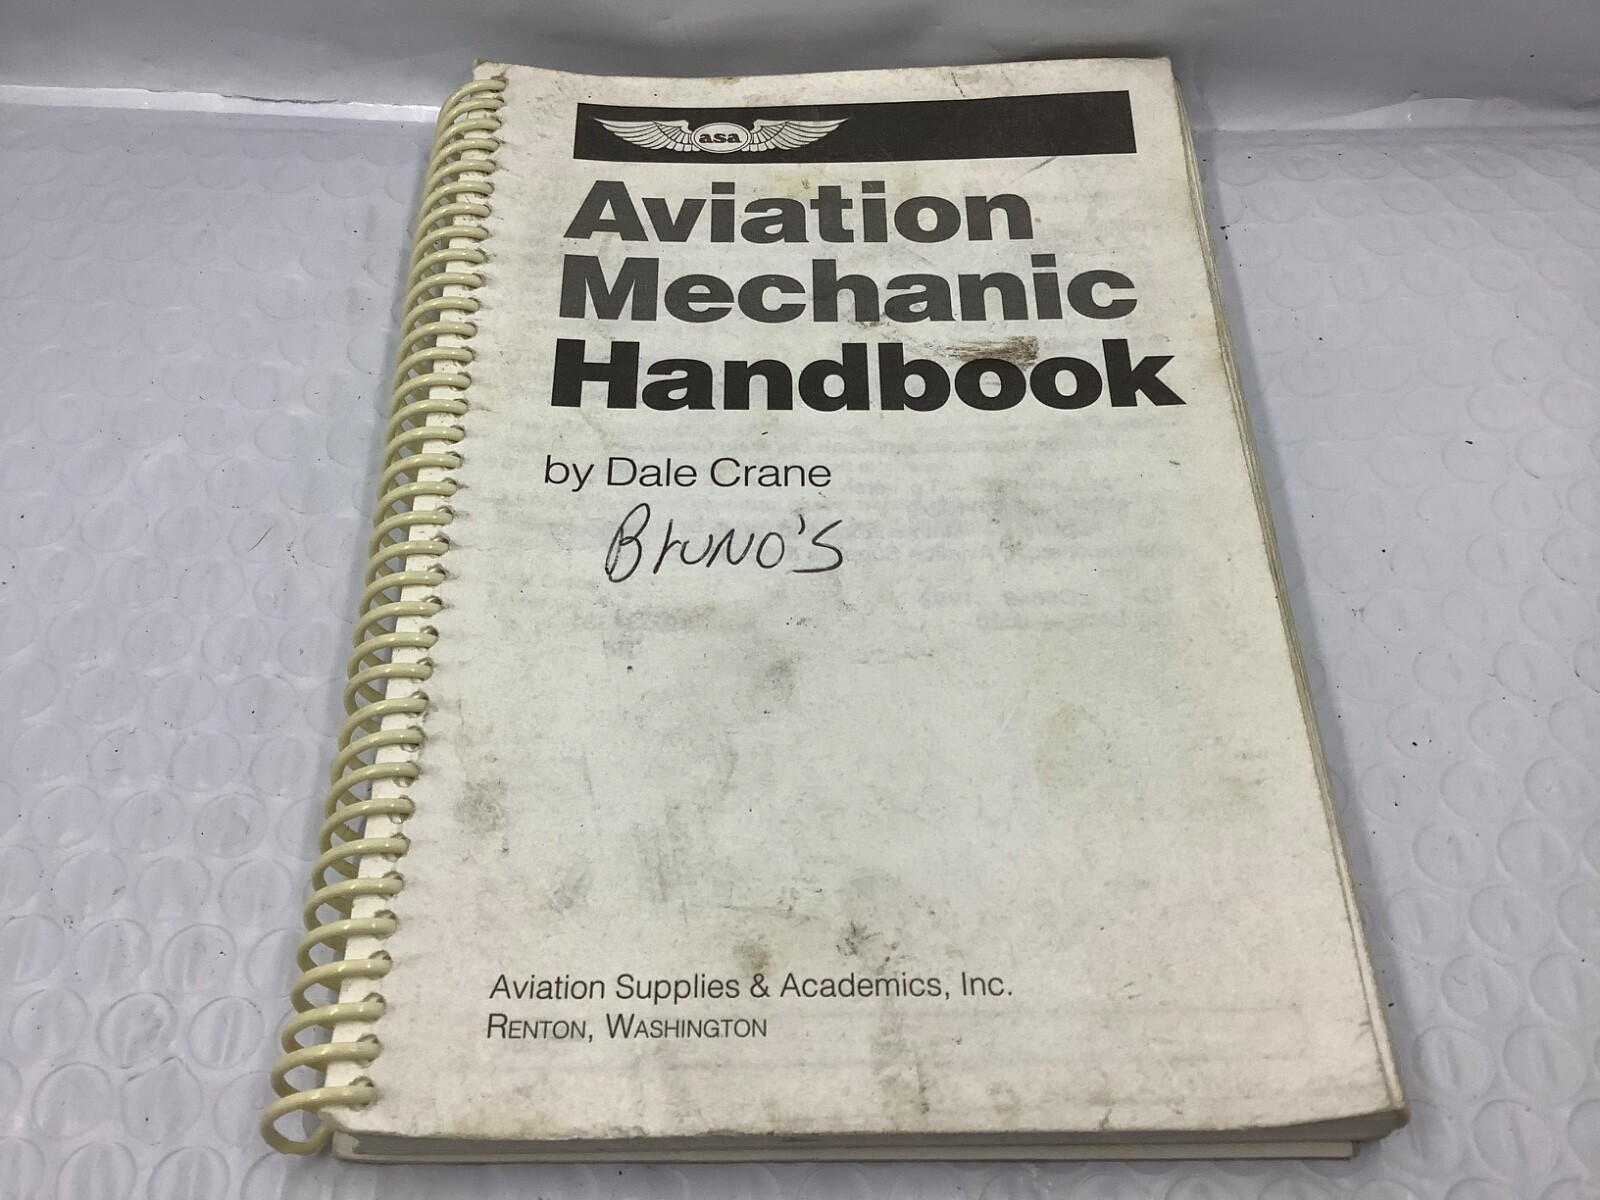 asa
Aviation
Mechanic
Handbook
by Dale Crane
Bruno's
Aviation Supplies & Academics, Inc.
RENTON, WASHINGTON